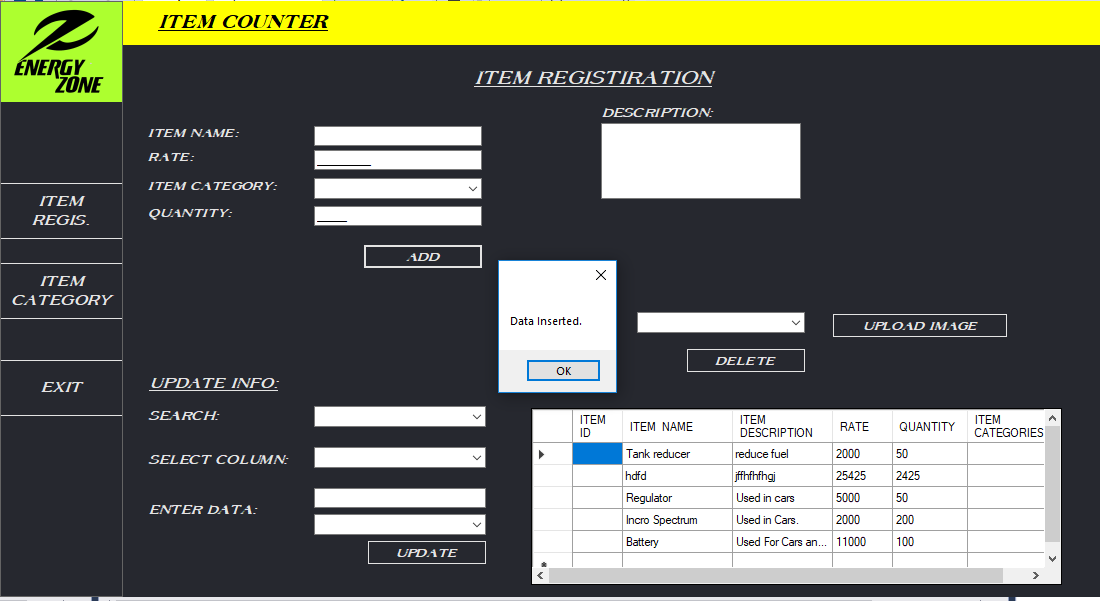 ITEM COUNTER
ENERGY
ZONE
ITEM REGISTIRATION
DESCRIPTION:
ITEM NAME:
RATE:
ITEM CATEGORY:
QUANTITY:
ADD
ITEM
REGIS.
ITEM
CATEGORY
EXIT
Data Inserted.
OK
UPLOAD IMAGE
DELETE
UPDATE INFO:
SEARCH:
SELECT COLUMN:
ENTER DATA:
UPDATE
ITEM ID ITEM NAME ITEM DESCRIPTION RATE QUANTITY ITEM CATEGORIES
Tank reducer reduce fuel 2000 50
hdfd jffhfhfhgj 25425 2425
Regulator Used in cars 5000 50
Incro Spectrum Used in Cars. 2000 200
Battery Used For Cars an... 11000 100